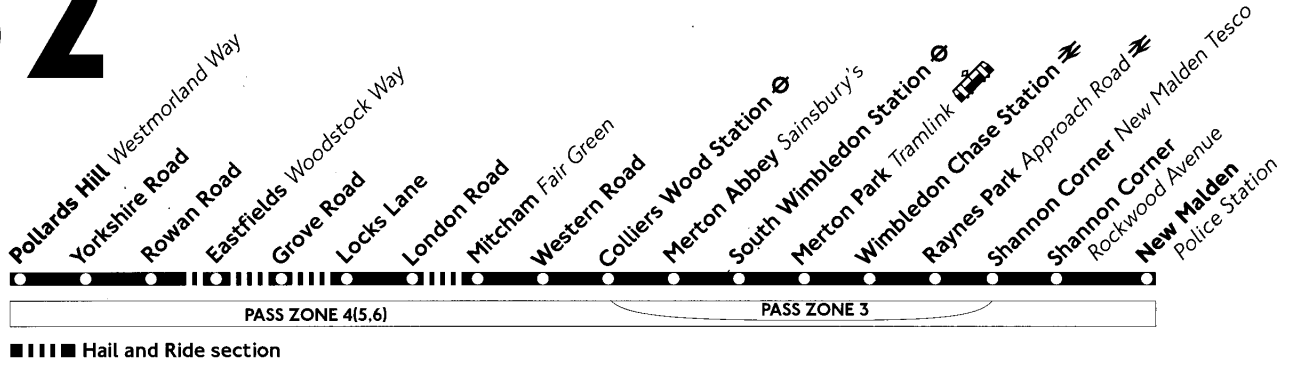 2
Pollards Hill Westmorland Way
Yorkshire Road
Rowan Road
Eastfields Woodstock Way
Grove Road
Locks Lane
London Road
Mitcham Fair Green
Western Road
Colliers Wood Station
Merton Abbey Sainsbury's
South Wimbledon Station
Merton Park Tramlink
Wimbledon Chase Station
Raynes Park Approach Road
Shannon Corner New Malden Tesco
Shannon Corner
Rockwood Avenue
New Malden
Police Station
PASS ZONE 4(5,6)
PASS ZONE 3
Hail and Ride section